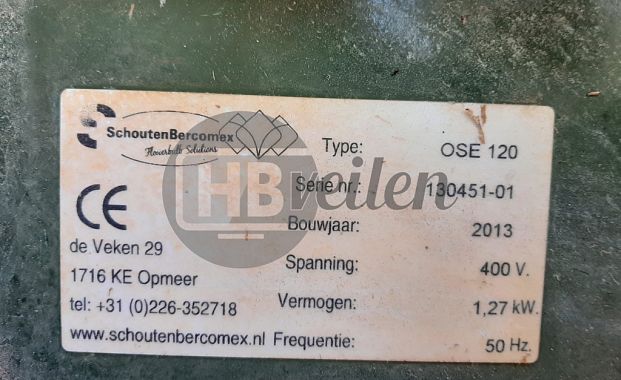 SchoutenBercomex
Flowerbulb Solutions
CE
de Veken 29
1716 KE Opmeer
tel: +31 (0)226-352718
www.schoutenbercomex.nl
Type: OSE 120
Serie nr.: 130451-01
Bouwjaar: 2013
Spanning: 400 V.
Vermogen: 1,27 kW.
Frequentie: 50 Hz.
HBveilen